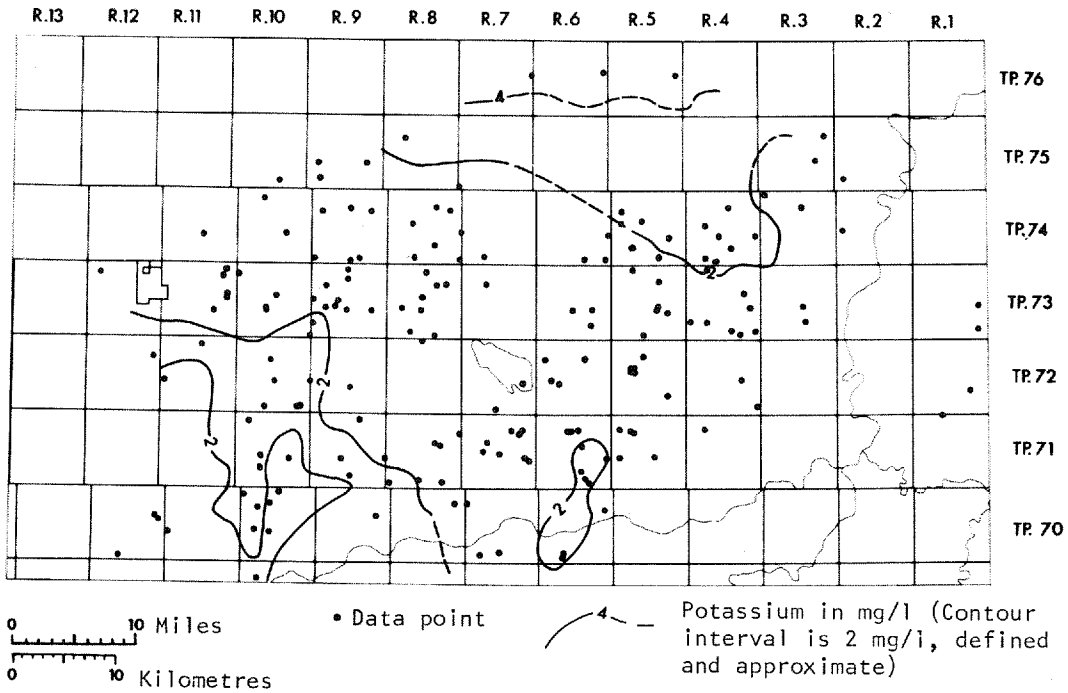 R.13 R.12 R.11 R.10 R.9 R.8 R.7 R.6 R.5 R.4 R.3 R.2 R.1
TP. 76
4
TP. 75
TP. 74
2
TP. 73
2
TP. 72
2
TP. 71
2
TP. 70
0 10 Miles
0 10 Kilometres
Data point
4
Potassium in mg/l (Contour
interval is 2 mg/l, defined
and approximate)